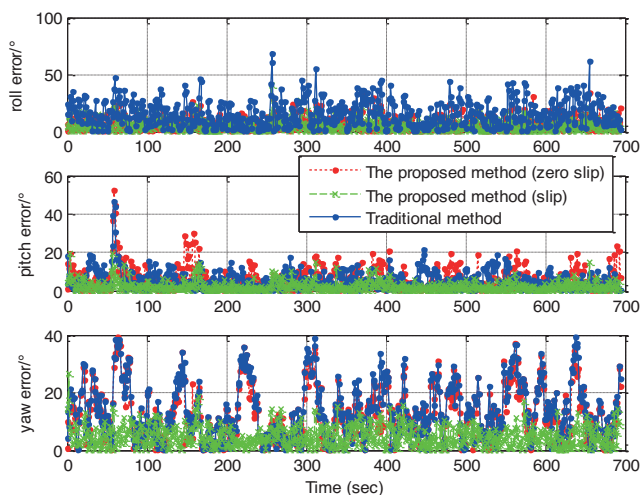 100
50
0
roll error/°
0 100 200 300 400 500 600 700
The proposed method (zero slip)
The proposed method (slip)
Traditional method
60
40
20
0
pitch error/°
0 100 200 300 400 500 600 700
40
20
0
yaw error/°
0 100 200 300 400 500 600 700
Time (sec)